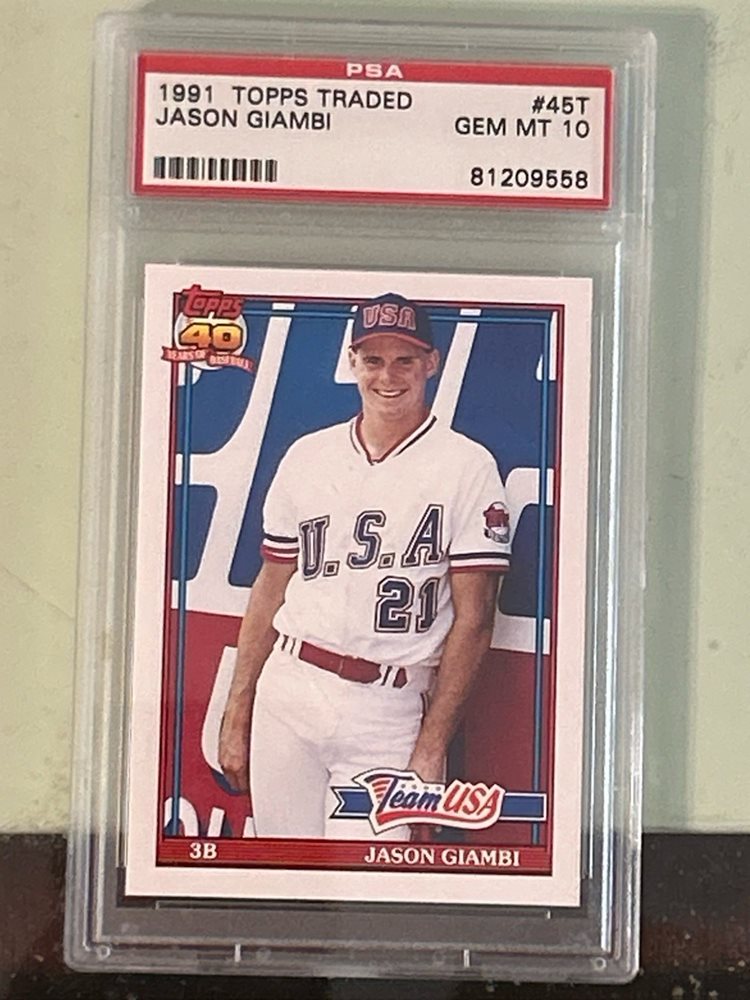 PSA
1991 TOPPS TRADED #45T
JASON GIAMBI GEM MT 10
81209558
Topps
40
YEARS OF BASEBALL
USA
U.S.A
21
Team USA
3B JASON GIAMBI